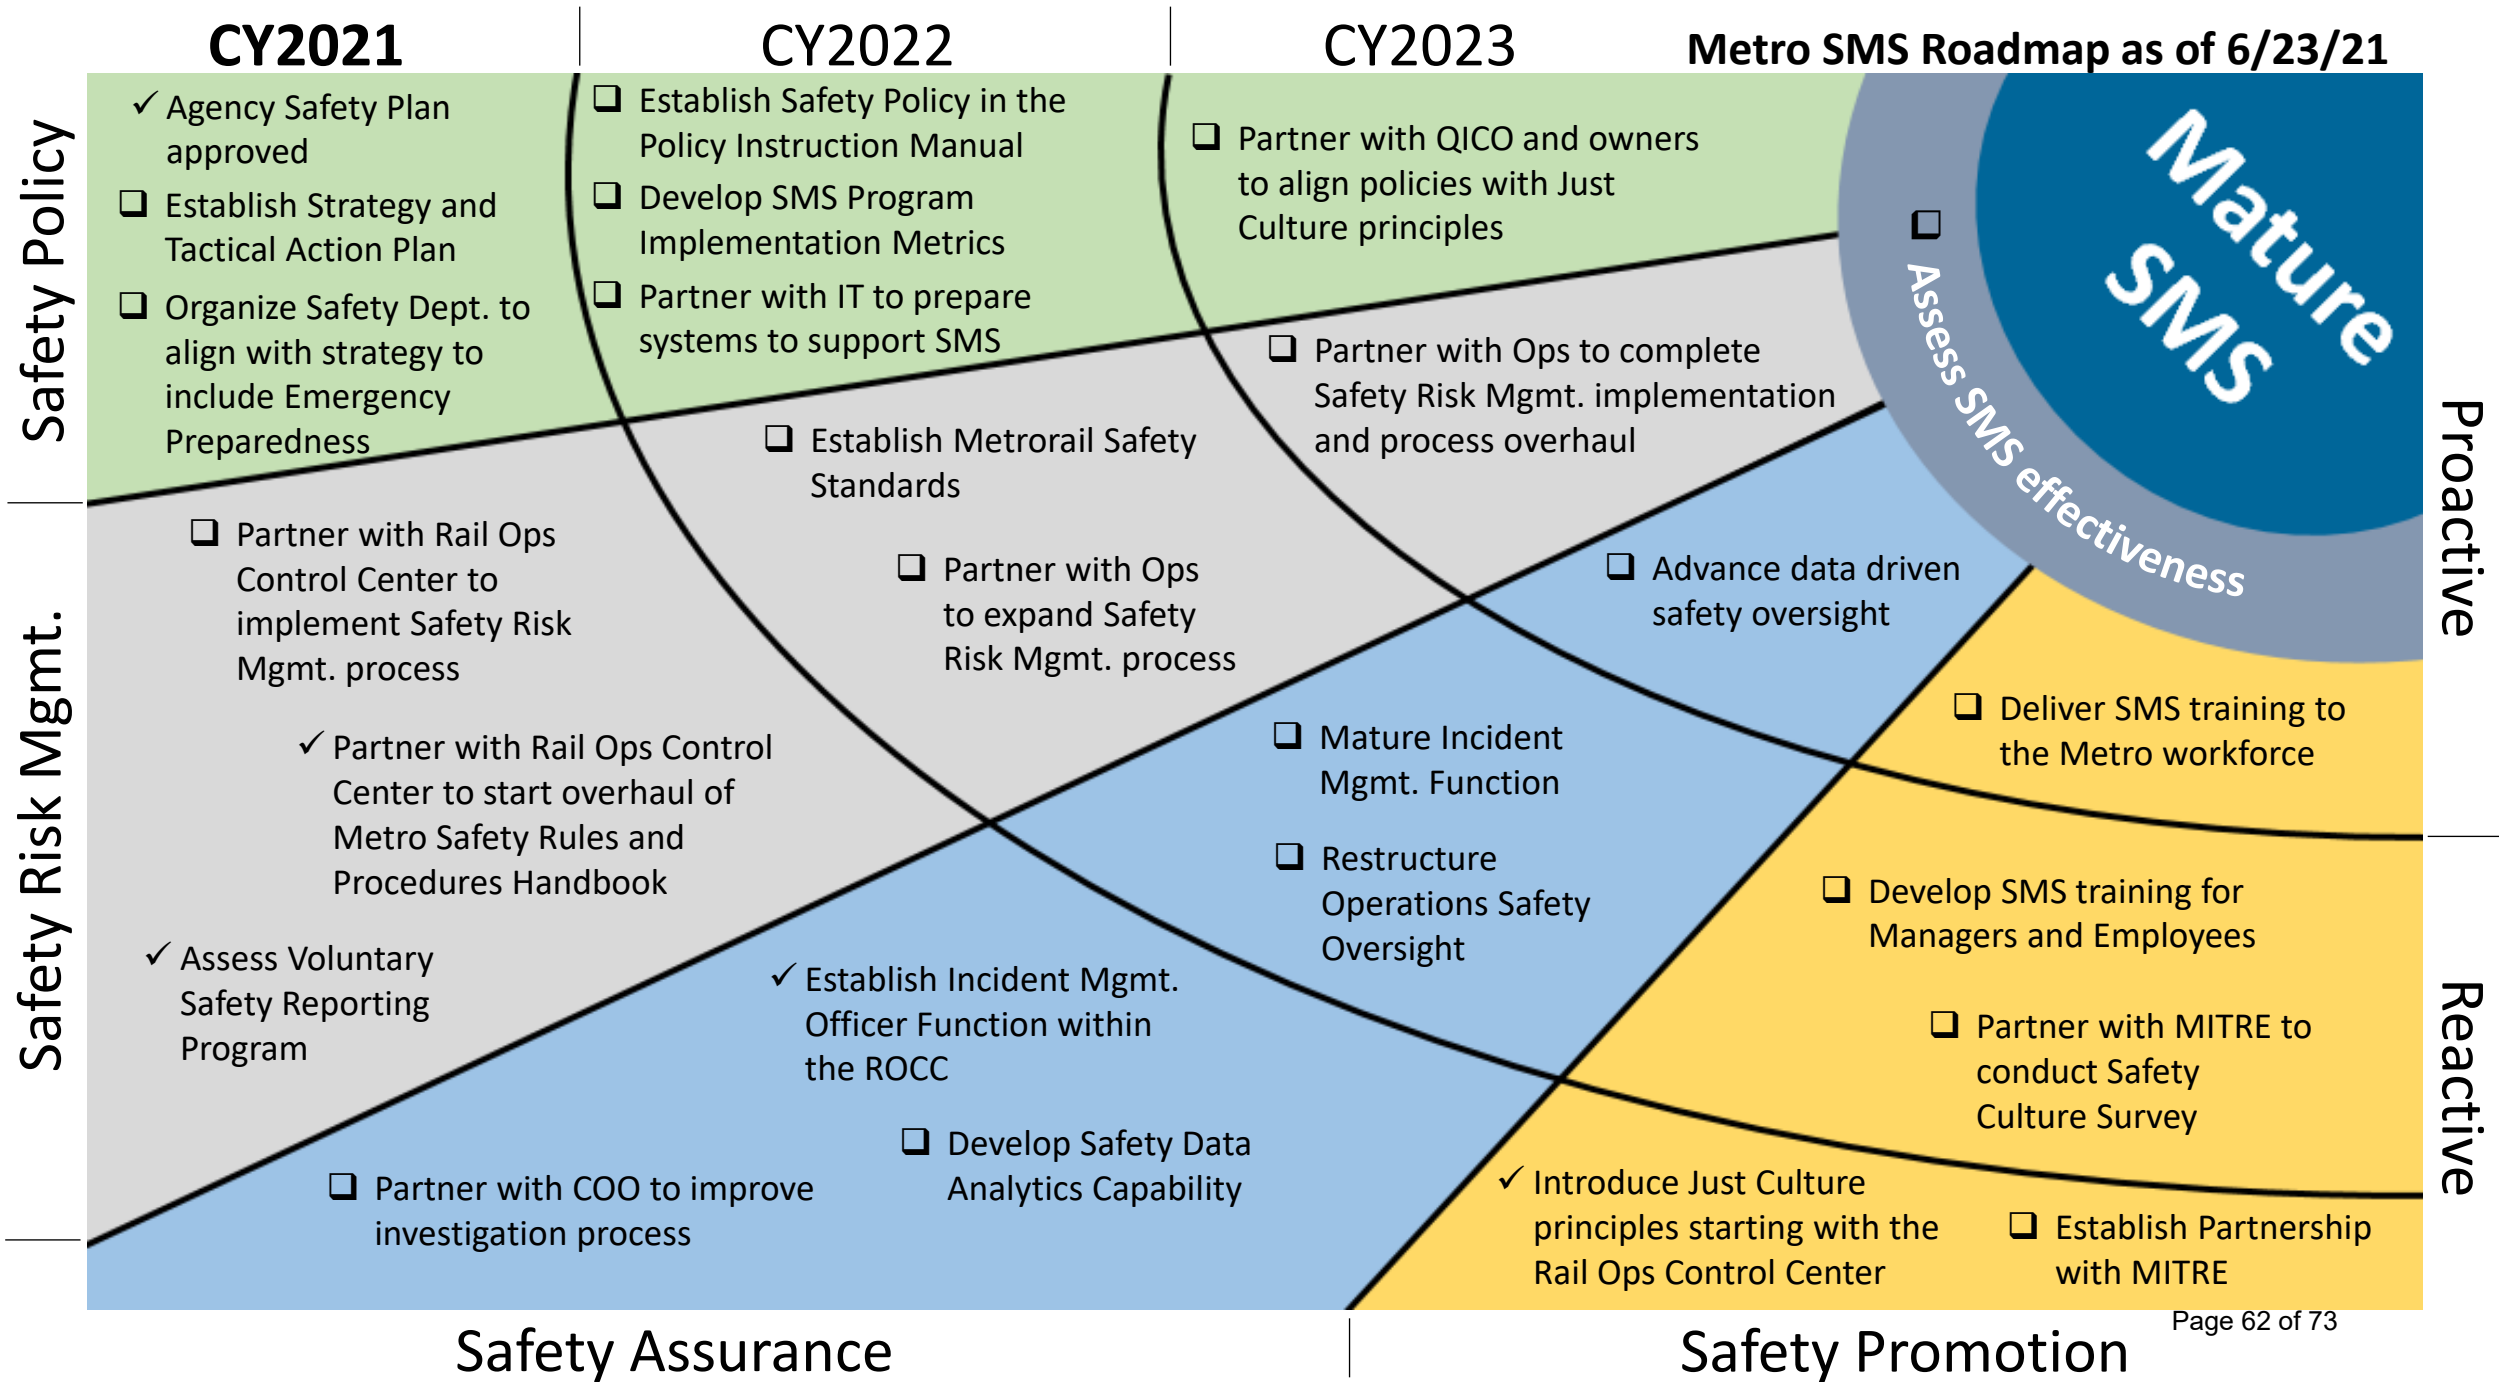 CY2021
CY2022
CY2023
Metro SMS Roadmap as of 6/23/21
Safety Policy
✓ Agency Safety Plan
approved
❑ Establish Strategy and
Tactical Action Plan
❑ Organize Safety Dept. to
align with strategy to
include Emergency
Preparedness
❑ Establish Safety Policy in the
Policy Instruction Manual
❑ Develop SMS Program
Implementation Metrics
❑ Partner with IT to prepare
systems to support SMS
❑ Partner with QICO and owners
to align policies with Just
Culture principles
Safety Risk Mgmt.
❑ Partner with Rail Ops
Control Center to
implement Safety Risk
Mgmt. process
✓ Partner with Rail Ops Control
Center to start overhaul of
Metro Safety Rules and
Procedures Handbook
✓ Assess Voluntary
Safety Reporting
Program
❑ Establish Metrorail Safety
Standards
❑ Partner with Ops
to expand Safety
Risk Mgmt. process
❑ Partner with Ops to complete
Safety Risk Mgmt. implementation
and process overhaul
✓ Establish Incident Mgmt.
Officer Function within
the ROCC
❑ Develop Safety Data
Analytics Capability
❑ Partner with COO to improve
investigation process
❑ Mature Incident
Mgmt. Function
❑ Restructure
Operations Safety
Oversight
❑ Advance data driven
safety oversight
✓ Introduce Just Culture
principles starting with the
Rail Ops Control Center
❑ Establish Partnership
with MITRE
❑ Develop SMS training for
Managers and Employees
❑ Partner with MITRE to
conduct Safety
Culture Survey
❑ Deliver SMS training to
the Metro workforce
❑ Assess SMS effectiveness
Mature
SMS
Proactive
Reactive
Safety Assurance
Safety Promotion
Page 62 of 73